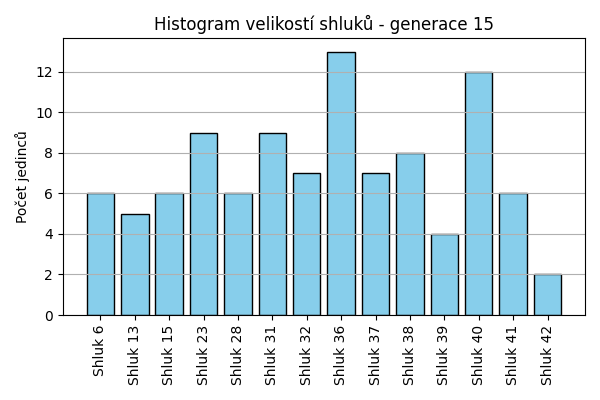 Histogram velikostí shluků - generace 15
Počet jedinců
12
10
8
6
4
2
0
Shluk 6
Shluk 13
Shluk 15
Shluk 23
Shluk 28
Shluk 31
Shluk 32
Shluk 36
Shluk 37
Shluk 38
Shluk 39
Shluk 40
Shluk 41
Shluk 42